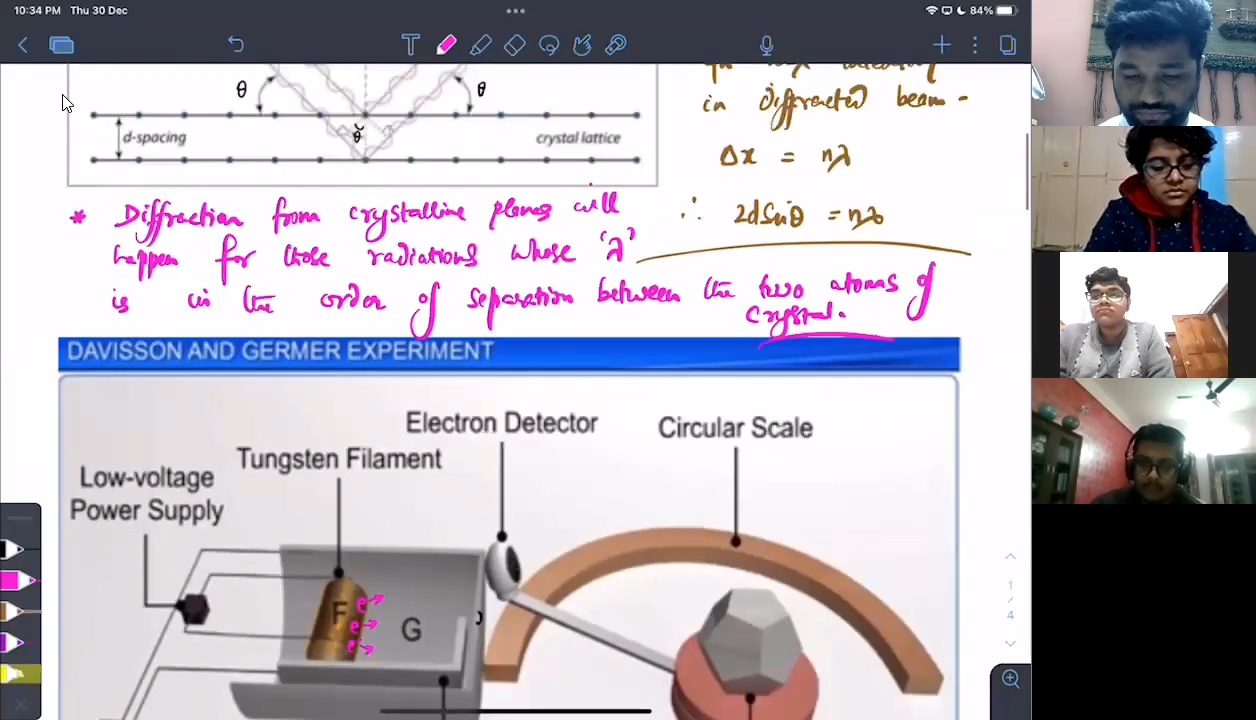 10:34 PM Thu 30 Dec
84%
T
in diffracted beam.
θ
θ
d-spacing
θ
crystal lattice
Δx = nλ
∴ 2d Sinθ = nλ
* Diffraction from crystalline planes will
happen for those radiations whose 'λ'
is in the order of separation between the two atoms of
crystal.
DAVISSON AND GERMER EXPERIMENT
Electron Detector
Circular Scale
Tungsten Filament
Low-voltage
Power Supply
F
e
e
e
G
1
/
4